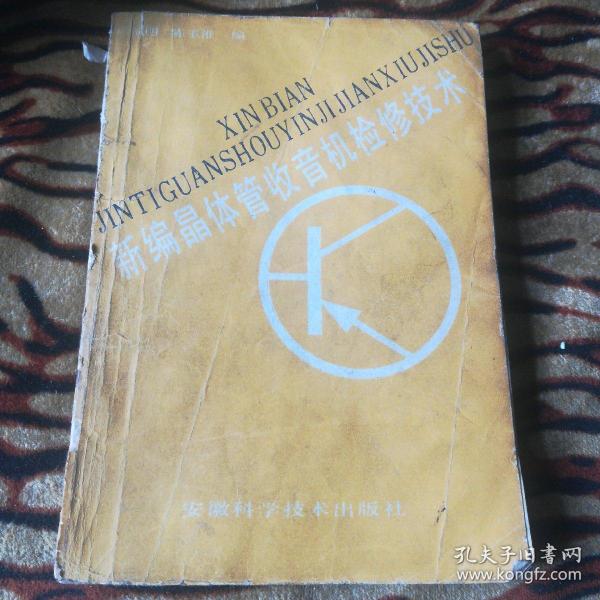 编
XIN BIAN
JINTIGUANSHOUYINJIJIANXIUJISHU
新编晶体管收音机检修技术
安徽科学技术出版社
孔夫子旧书网
www.kongfz.com